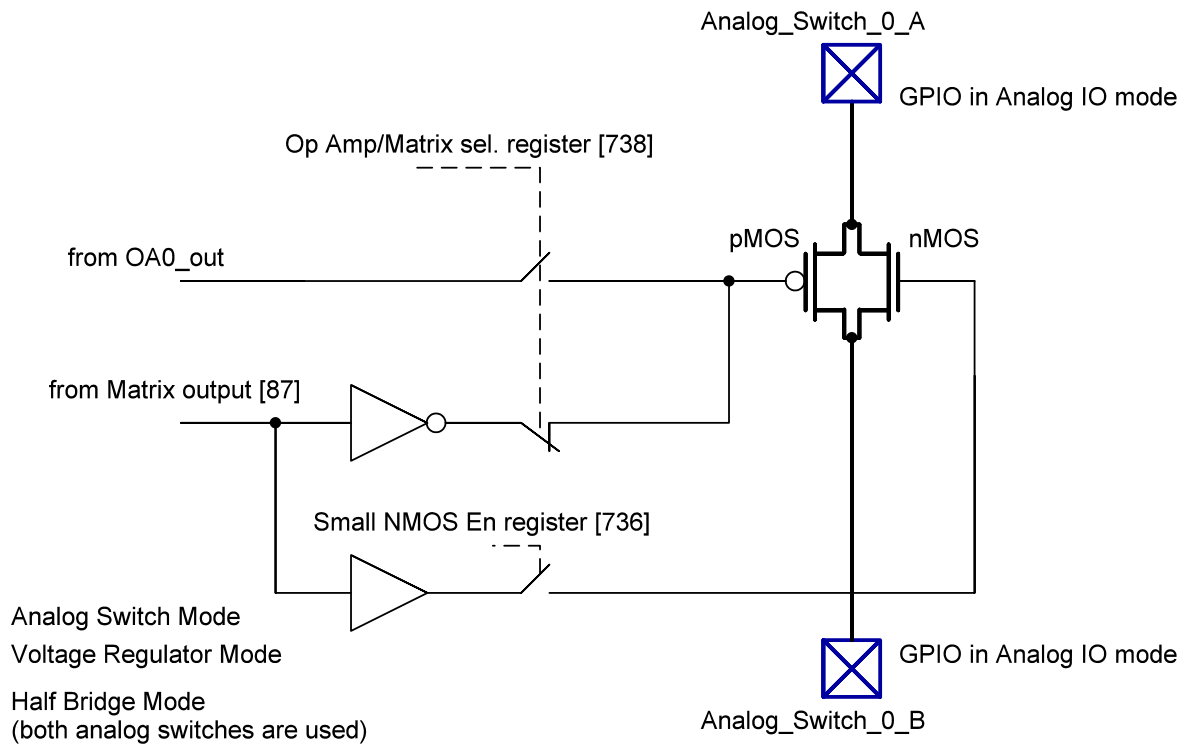 Analog_Switch_0_A
GPIO in Analog IO mode
Op Amp/Matrix sel. register [738]
pMOS
nMOS
from OA0_out
from Matrix output [87]
Small NMOS En register [736]
Analog Switch Mode
Voltage Regulator Mode
GPIO in Analog IO mode
Half Bridge Mode
(both analog switches are used)
Analog_Switch_0_B